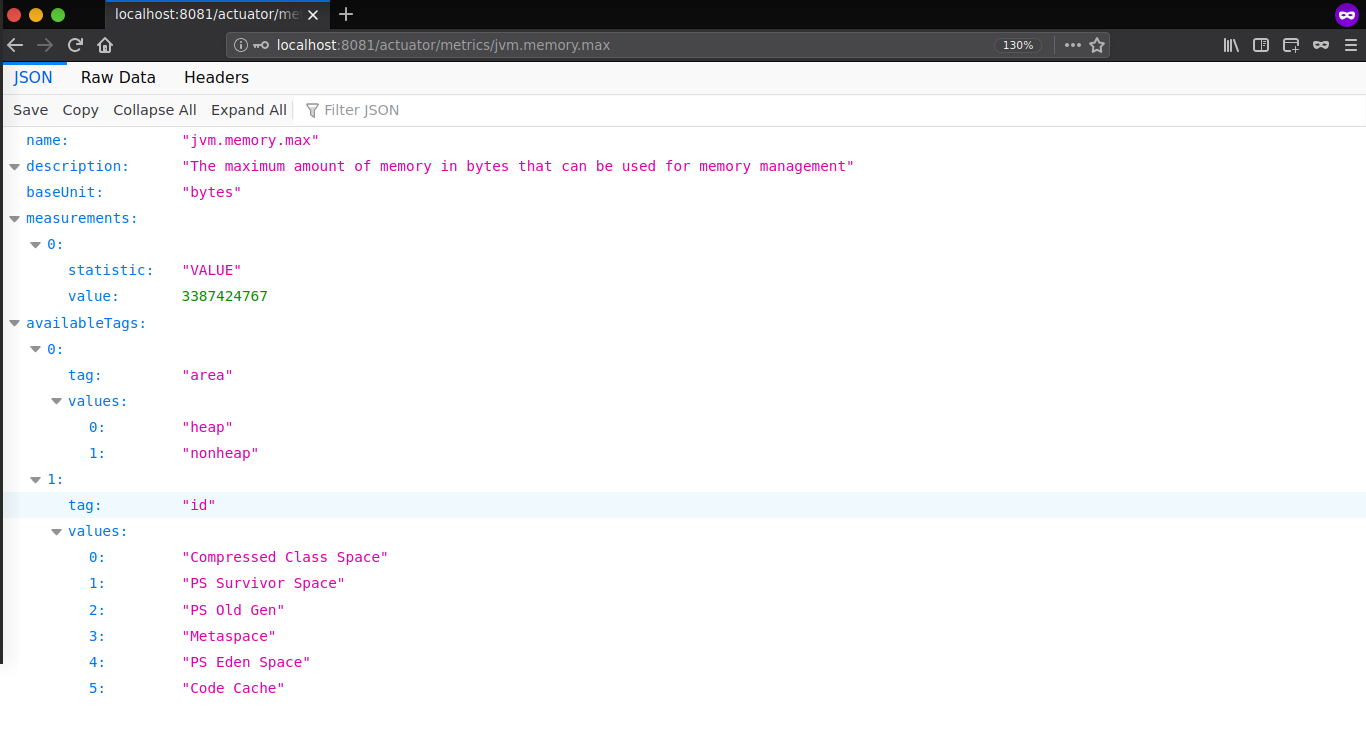 localhost:8081/actuator/me
localhost:8081/actuator/metrics/jvm.memory.max 130%
JSON Raw Data Headers
Save Copy Collapse All Expand All Filter JSON
name: "jvm.memory.max"
description: "The maximum amount of memory in bytes that can be used for memory management"
baseUnit: "bytes"
measurements:
0:
statistic: "VALUE"
value: 3387424767
availableTags:
0:
tag: "area"
values:
0: "heap"
1: "nonheap"
1:
tag: "id"
values:
0: "Compressed Class Space"
1: "PS Survivor Space"
2: "PS Old Gen"
3: "Metaspace"
4: "PS Eden Space"
5: "Code Cache"